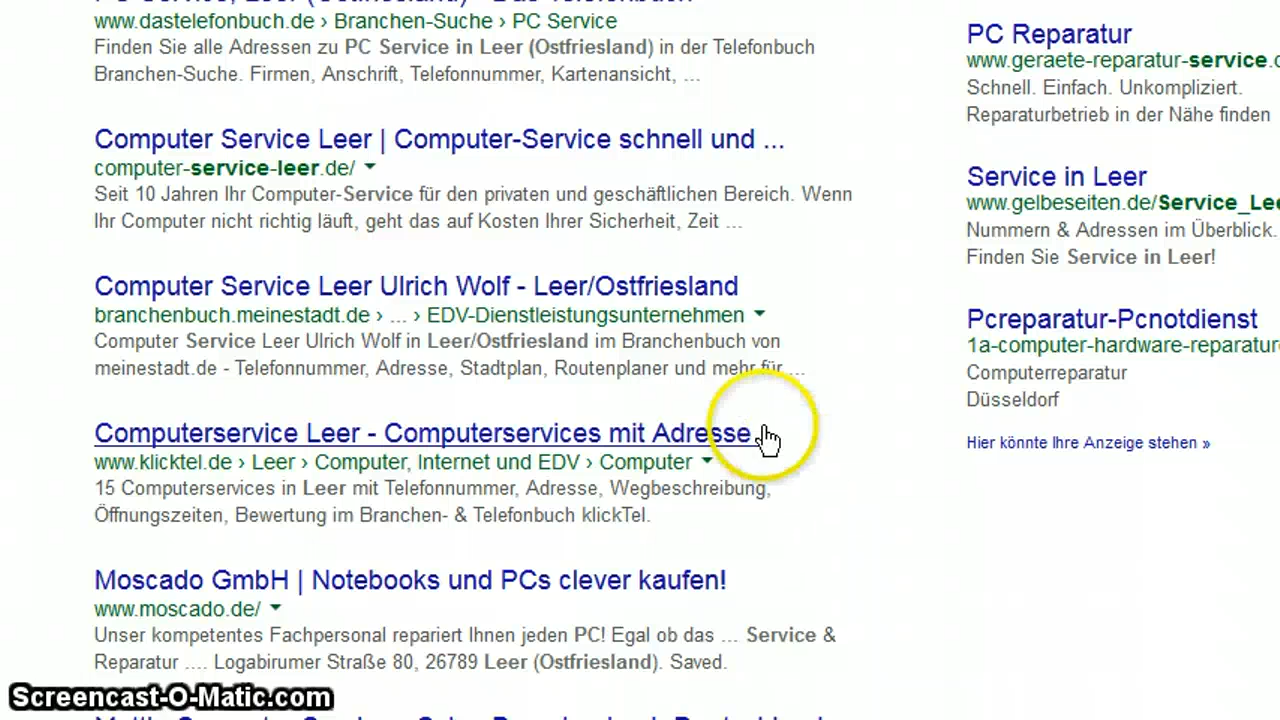 PC Service, Leer (Ostfriesland) - Das Telefonbuch
www.dastelefonbuch.de › Branchen-Suche › PC Service
Finden Sie alle Adressen zu PC Service in Leer (Ostfriesland) in der Telefonbuch
Branchen-Suche. Firmen, Anschrift, Telefonnummer, Kartenansicht, ...
Computer Service Leer | Computer-Service schnell und ...
computer-service-leer.de/
Seit 10 Jahren Ihr Computer-Service für den privaten und geschäftlichen Bereich. Wenn
Ihr Computer nicht richtig läuft, geht das auf Kosten Ihrer Sicherheit, Zeit ...
Computer Service Leer Ulrich Wolf - Leer/Ostfriesland
branchenbuch.meinestadt.de › ... › EDV-Dienstleistungsunternehmen
Computer Service Leer Ulrich Wolf in Leer/Ostfriesland im Branchenbuch von
meinestadt.de - Telefonnummer, Adresse, Stadtplan, Routenplaner und mehr für ...
Computerservice Leer - Computerservices mit Adresse
www.klicktel.de › Leer › Computer, Internet und EDV › Computer
15 Computerservices in Leer mit Telefonnummer, Adresse, Wegbeschreibung,
Öffnungszeiten, Bewertung im Branchen- & Telefonbuch klickTel.
Moscado GmbH | Notebooks und PCs clever kaufen!
www.moscado.de/
Unser kompetentes Fachpersonal repariert Ihnen jeden PC! Egal ob das ... Service &
Reparatur .... Logabirumer Straße 80, 26789 Leer (Ostfriesland). Saved.
PC Reparatur
www.geraete-reparatur-service.
Schnell. Einfach. Unkompliziert.
Reparaturbetrieb in der Nähe finden
Service in Leer
www.gelbeseiten.de/Service_Lee
Nummern & Adressen im Überblick.
Finden Sie Service in Leer!
Pcreparatur-Pcnotdienst
1a-computer-hardware-reparatur
Computerreparatur
Düsseldorf
Hier könnte Ihre Anzeige stehen »
Screencast-O-Matic.com